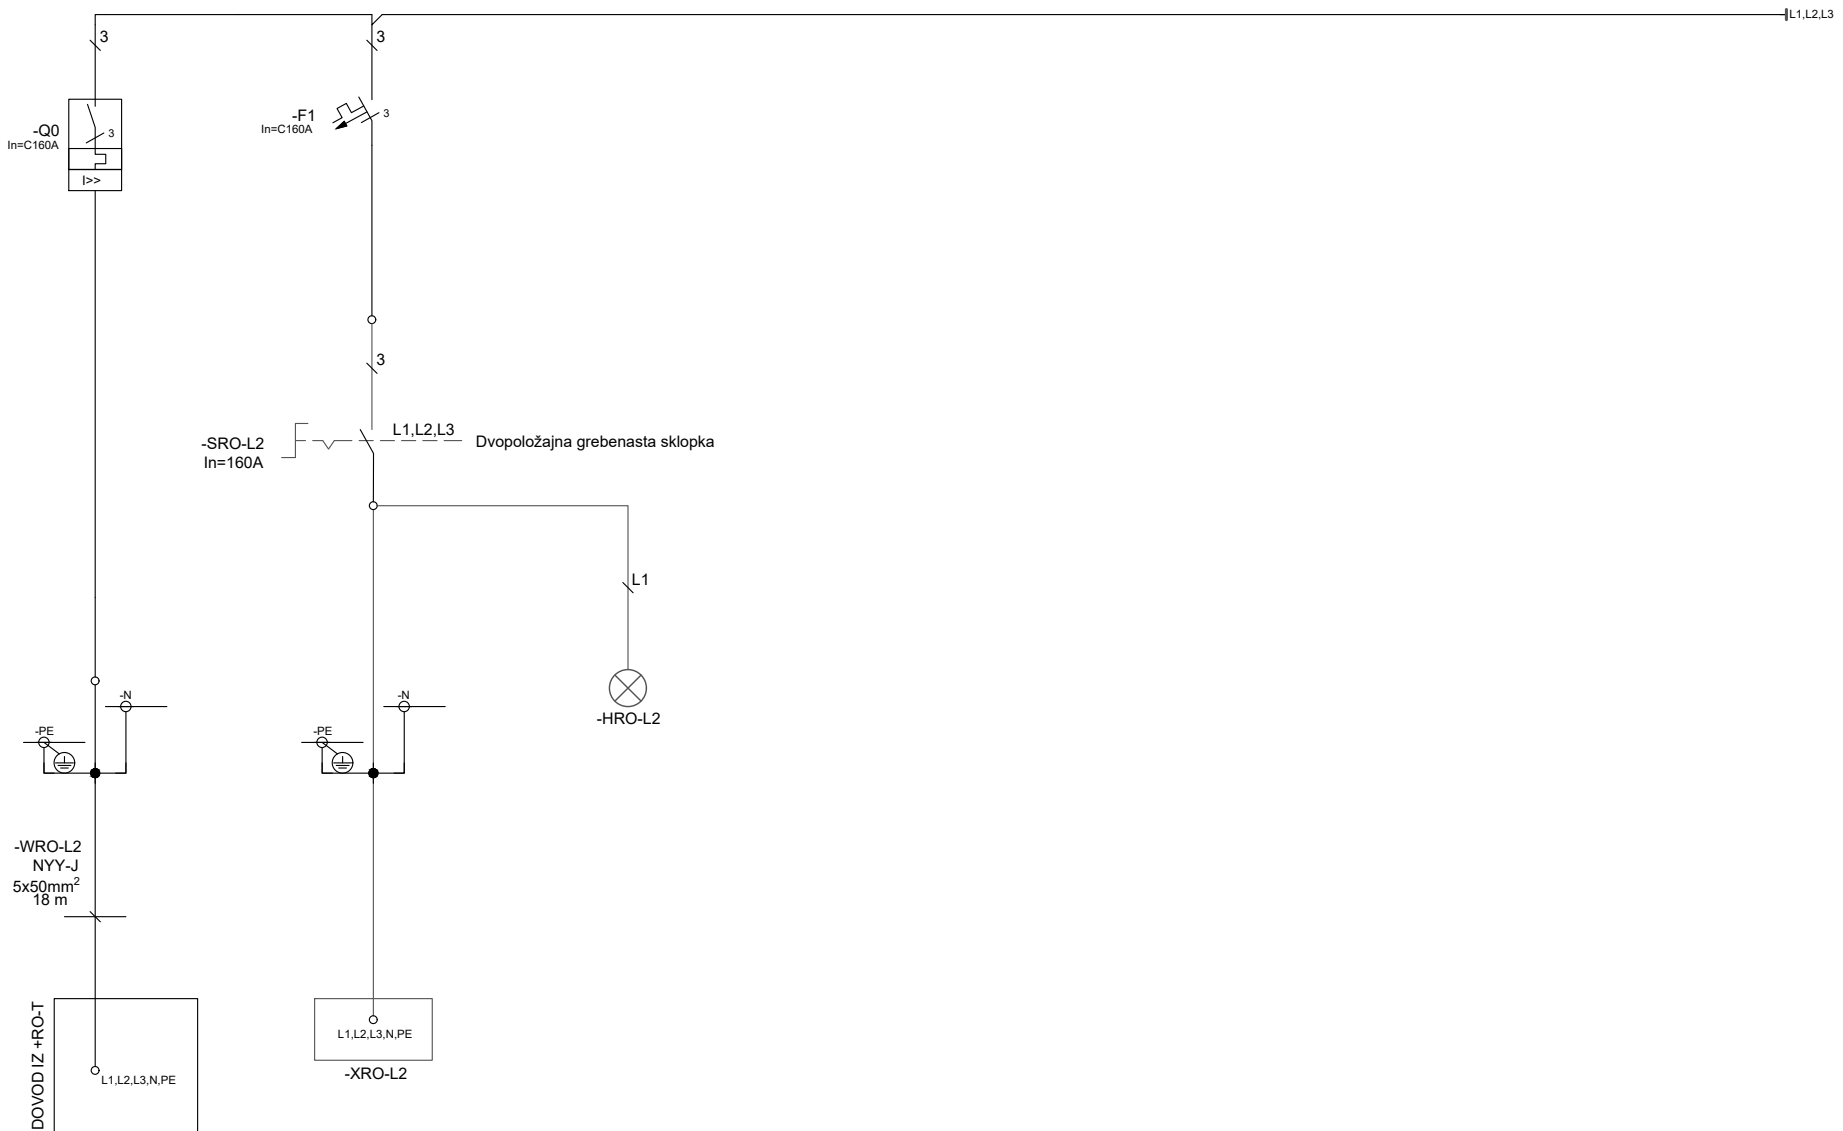 L1,L2,L3
3
3
-Q0
In=C160A
3
I>>
-F1
In=C160A
3
3
-SRO-L2
In=160A
L1,L2,L3
Dvopoložajna grebenasta sklopka
L1
-HRO-L2
-N
-PE
-N
-PE
-WRO-L2
NYY-J
5x50mm²
18 m
DOVOD IZ +RO-T
L1,L2,L3,N,PE
L1,L2,L3,N,PE
-XRO-L2